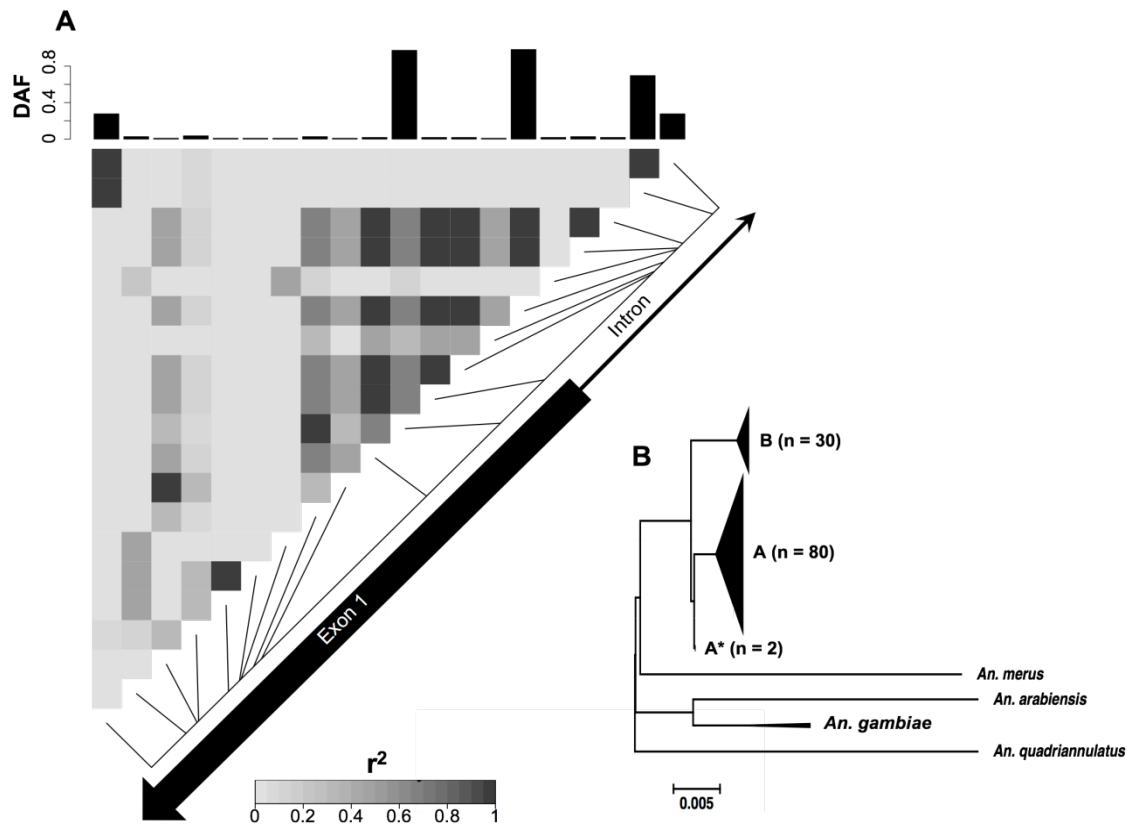 A
DAF
0.8
0.4
0
Intron
Exon 1
r²
0 0.2 0.4 0.6 0.8 1
B
B (n = 30)
A (n = 80)
A* (n = 2)
An. merus
An. arabiensis
An. gambiae
An. quadriannulatus
0.005